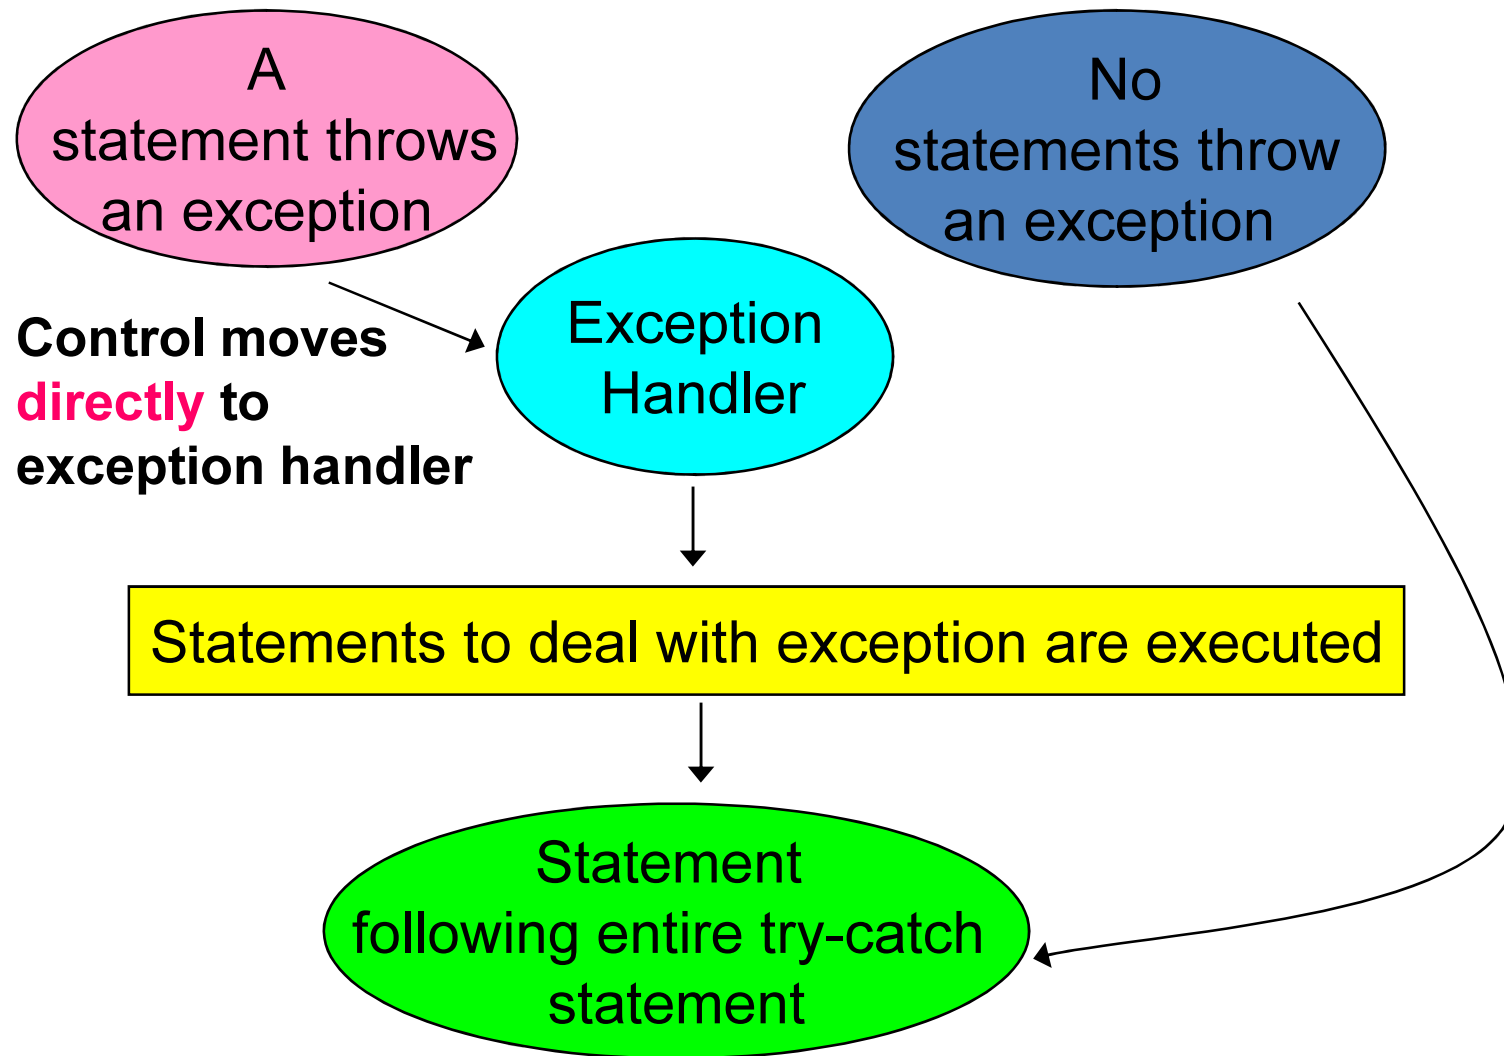 A
statement throws
an exception
No
statements throw
an exception
Control moves
directly to
exception handler
Exception
Handler
Statements to deal with exception are executed
Statement
following entire try-catch
statement